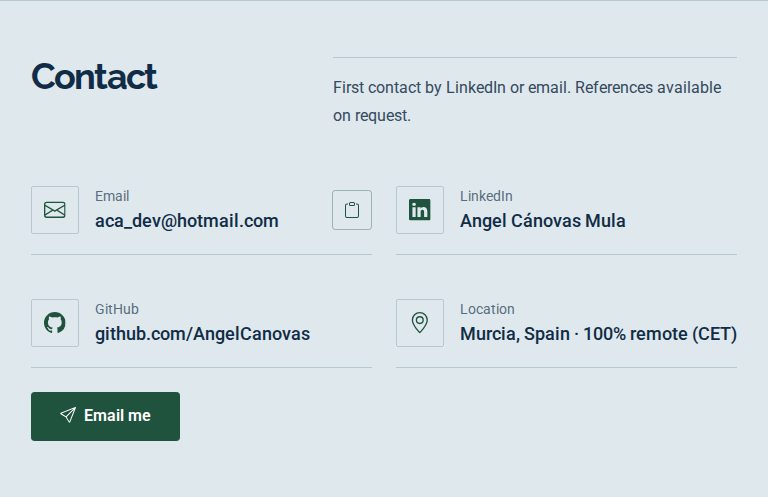 Contact
First contact by LinkedIn or email. References available
on request.
Email
aca_dev@hotmail.com
LinkedIn
Angel Cánovas Mula
GitHub
github.com/AngelCanovas
Location
Murcia, Spain · 100% remote (CET)
Email me